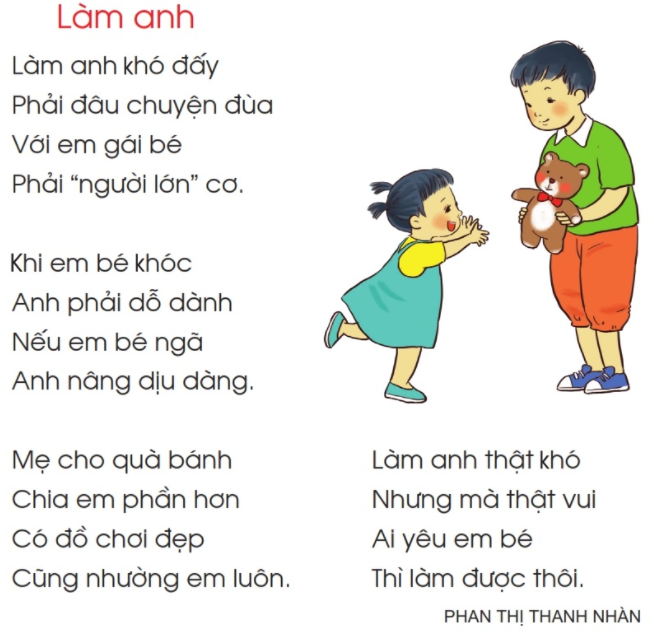 Làm anh
Làm anh khó đấy
Phải đâu chuyện đùa
Với em gái bé
Phải “người lớn” cơ.
Khi em bé khóc
Anh phải dỗ dành
Nếu em bé ngã
Anh nâng dịu dàng.
Mẹ cho quà bánh
Chia em phần hơn
Có đồ chơi đẹp
Cũng nhường em luôn.
Làm anh thật khó
Nhưng mà thật vui
Ai yêu em bé
Thì làm được thôi.
PHAN THỊ THANH NHÀN